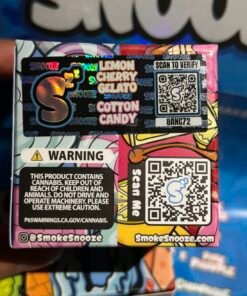 SNOOZE
LEMON
CHERRY
GELATO
COTTON
CANDY
SCAN TO VERIFY
BANC72
WARNING
THIS PRODUCT CONTAINS
CANNABIS, KEEP OUT OF
REACH OF CHILDREN AND
ANIMALS. DO NOT DRIVE AND
OPERATE MACHINERY, PLEASE
USE EXTREME CAUTION.
P65WARNINGS.CA.GOV/CANNABIS.
Scan Me
@SmokeSnooze
SmokeSnooze.com